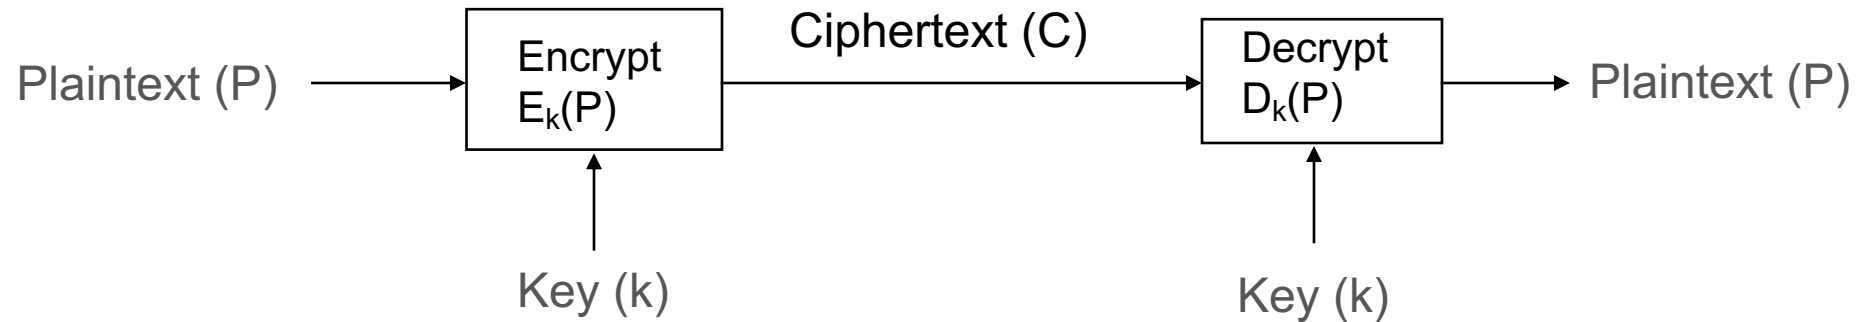 Plaintext (P)
Encrypt
Eₖ(P)
Ciphertext (C)
Decrypt
Dₖ(P)
Plaintext (P)
Key (k)
Key (k)